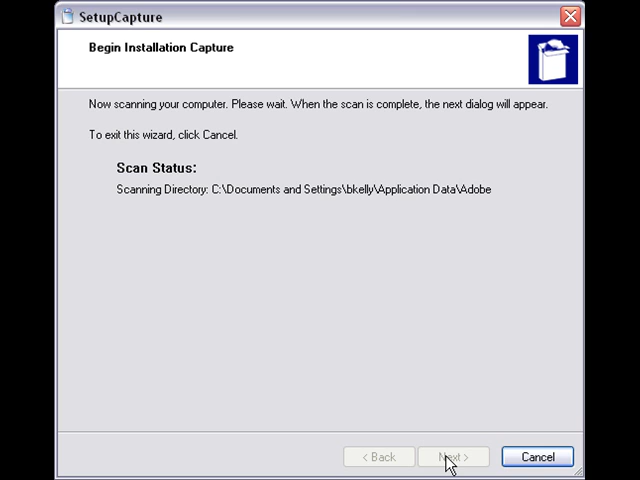 SetupCapture
Begin Installation Capture
Now scanning your computer. Please wait. When the scan is complete, the next dialog will appear.
To exit this wizard, click Cancel.
Scan Status:
Scanning Directory: C:\Documents and Settings\bkelly\Application Data\Adobe
< Back
Next >
Cancel